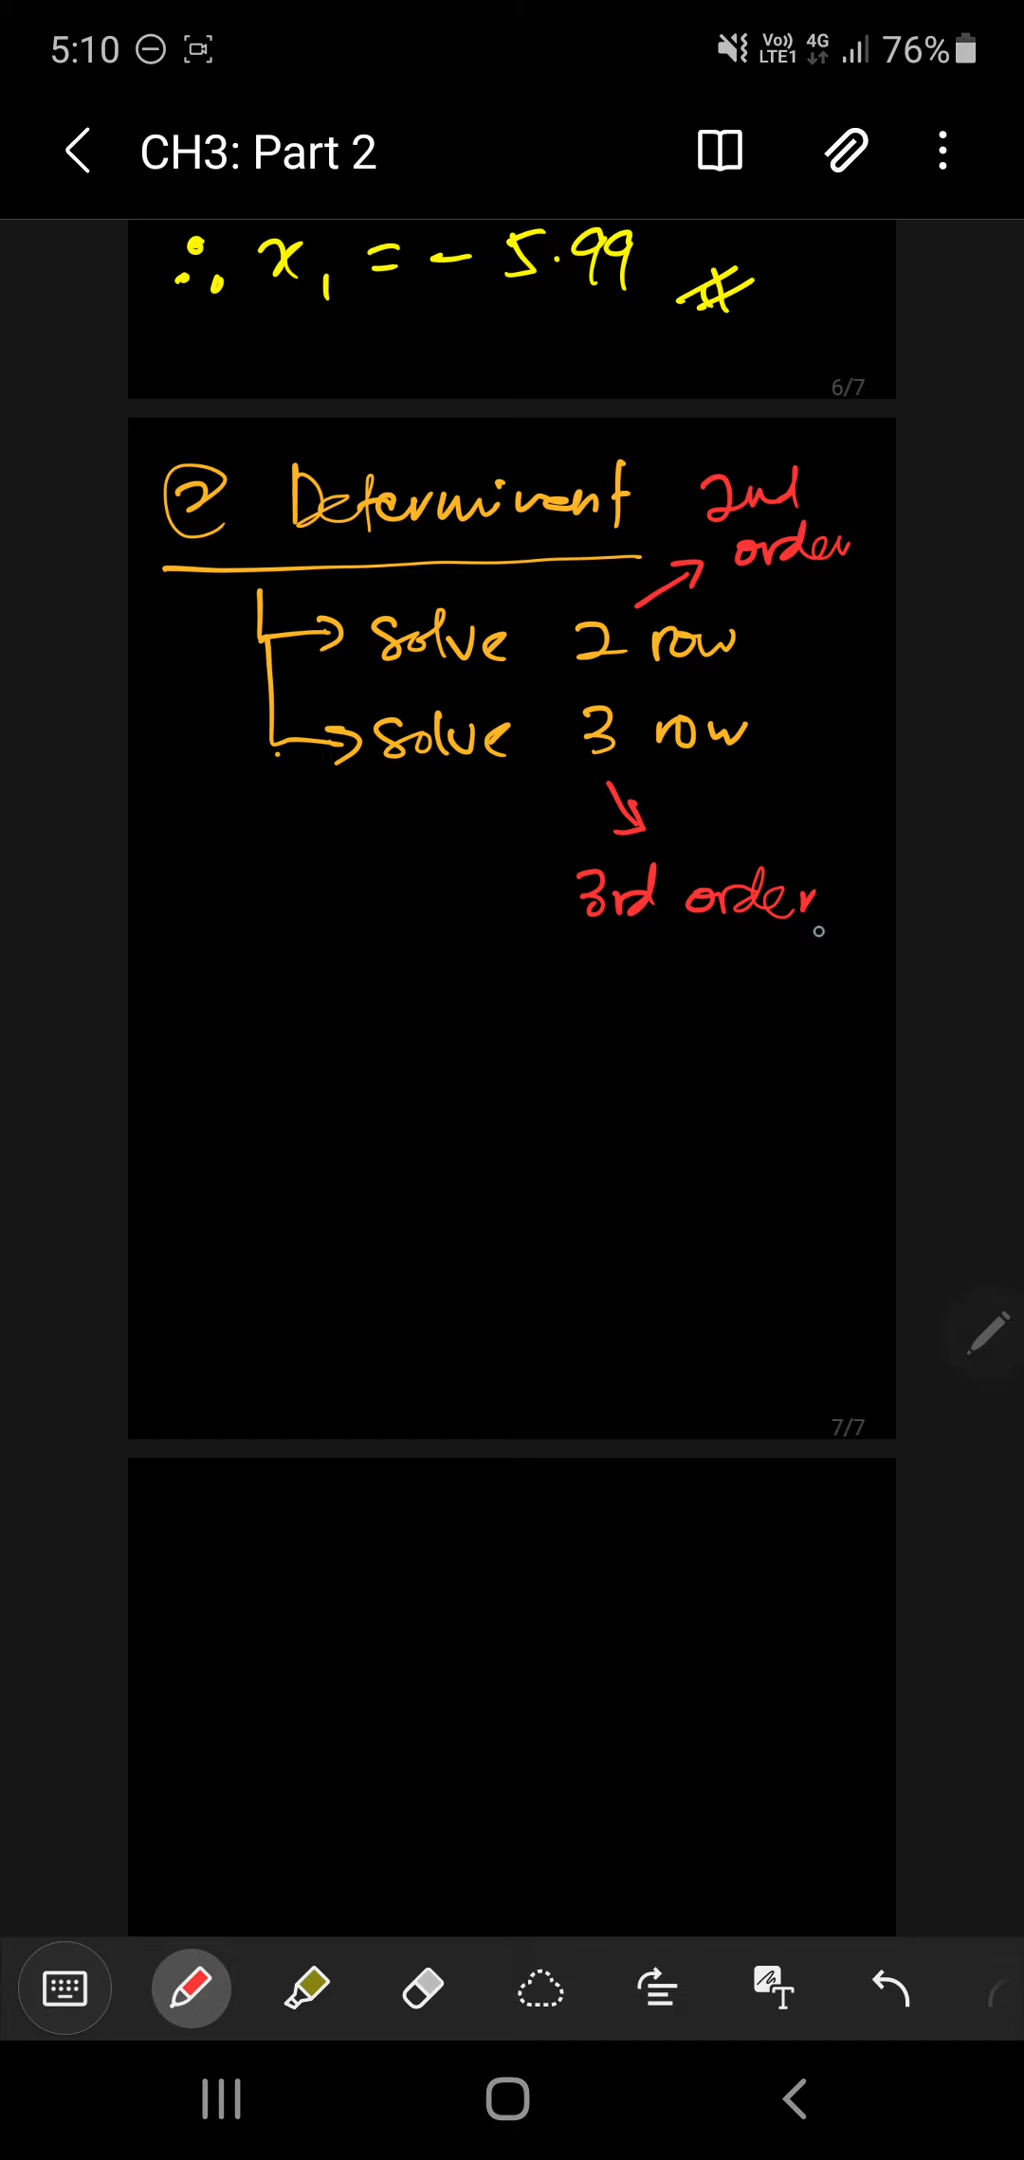 5:10 Vo)) LTE1 4G 76%
CH3: Part 2
∴ x₁ = - 5.99
6/7
② Determinant 2nd
order
solve 2 row
solve 3 row
3rd order
7/7
T